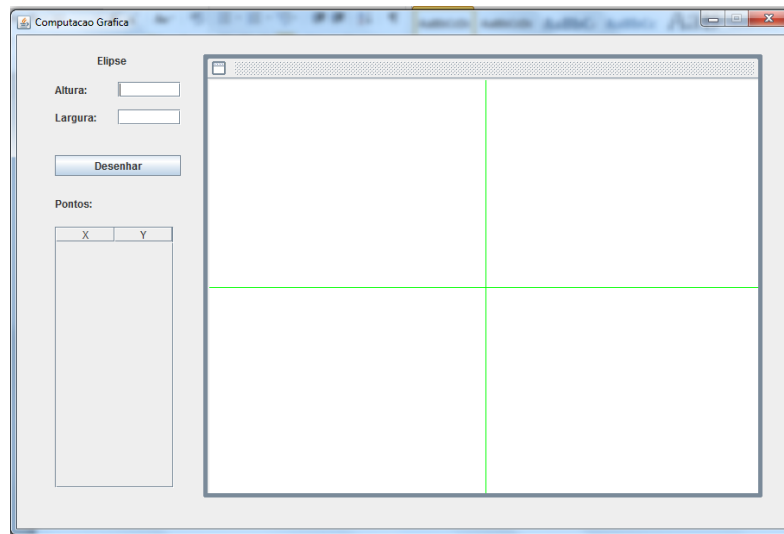 Computacao Grafica
Elipse
Altura:
Largura:
Desenhar
Pontos:
X Y